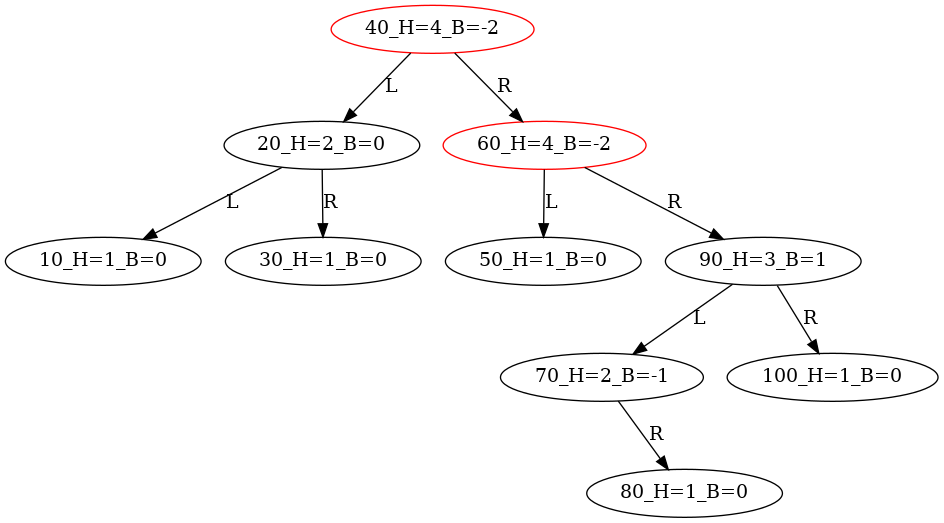 40_H=4_B=-2
L
R
20_H=2_B=0
60_H=4_B=-2
L
R
L
R
10_H=1_B=0
30_H=1_B=0
50_H=1_B=0
90_H=3_B=1
L
R
70_H=2_B=-1
100_H=1_B=0
R
80_H=1_B=0